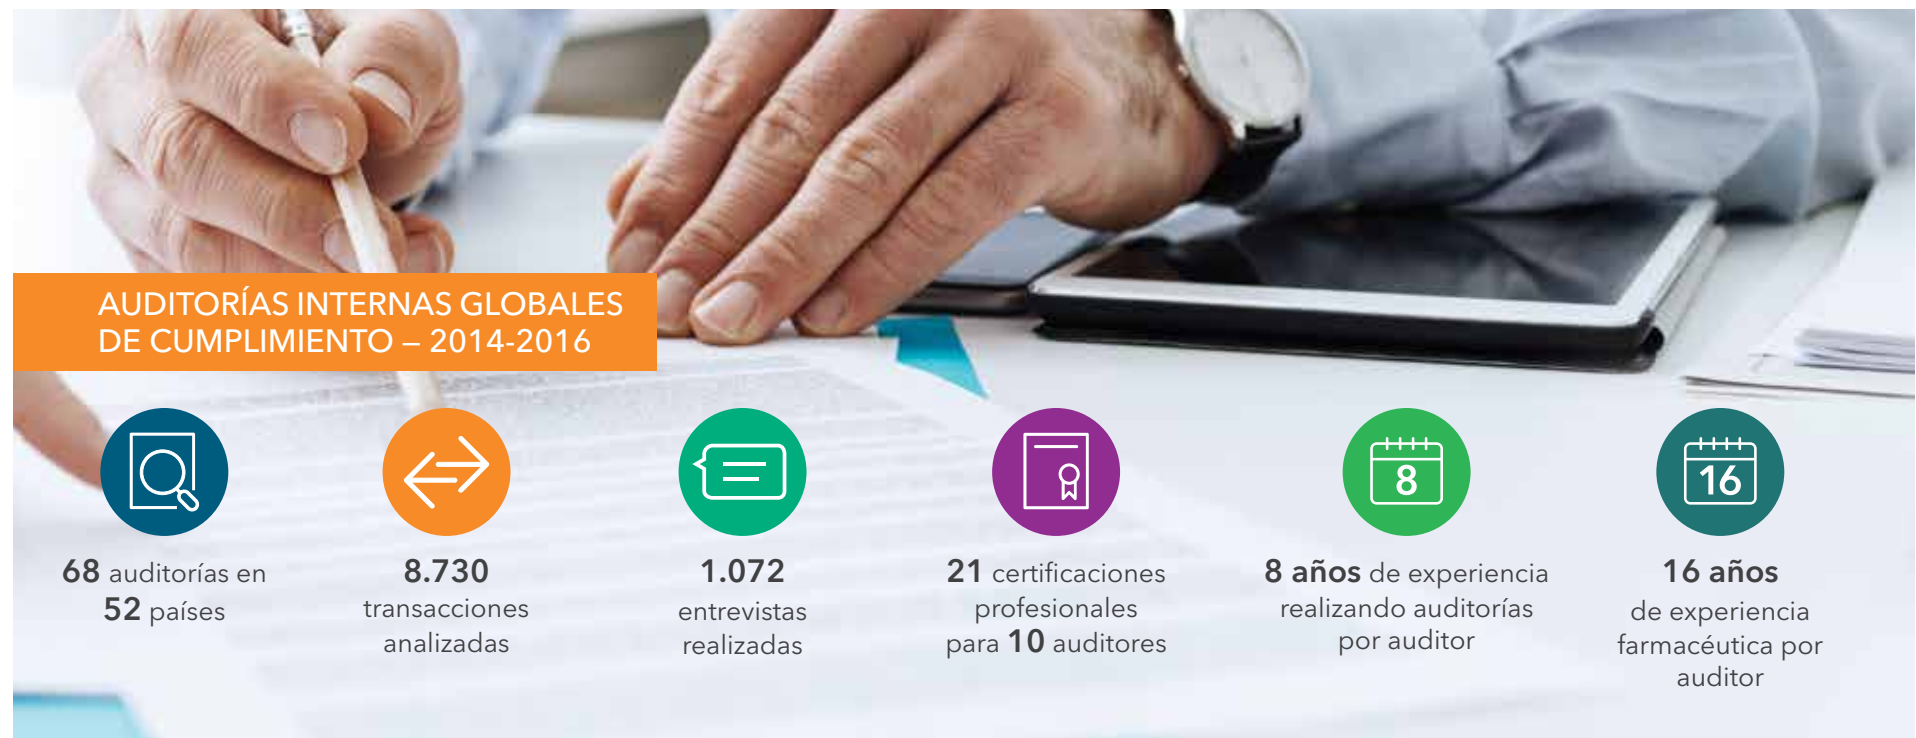 AUDITORÍAS INTERNAS GLOBALES
DE CUMPLIMIENTO – 2014-2016
8
16
68 auditorías en
52 países
8.730
transacciones
analizadas
1.072
entrevistas
realizadas
21 certificaciones
profesionales
para 10 auditores
8 años de experiencia
realizando auditorías
por auditor
16 años
de experiencia
farmacéutica por
auditor